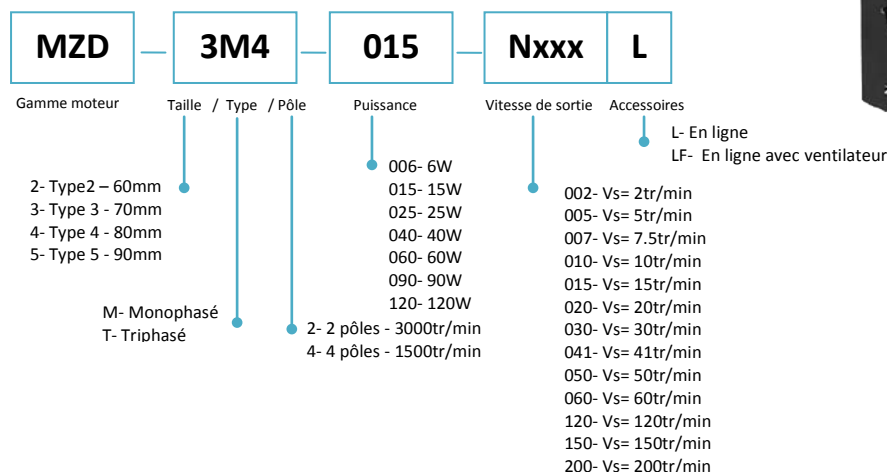 MZD 3M4 015 Nxxx L
Gamme moteur Taille / Type / Pôle Puissance Vitesse de sortie Accessoires
L- En ligne
LF- En ligne avec ventilateur
2- Type2 – 60mm
3- Type 3 - 70mm
4- Type 4 - 80mm
5- Type 5 - 90mm
M- Monophasé
T- Triphasé
006- 6W
015- 15W
025- 25W
040- 40W
060- 60W
090- 90W
120- 120W
2- 2 pôles - 3000tr/min
4- 4 pôles - 1500tr/min
002- Vs= 2tr/min
005- Vs= 5tr/min
007- Vs= 7.5tr/min
010- Vs= 10tr/min
015- Vs= 15tr/min
020- Vs= 20tr/min
030- Vs= 30tr/min
041- Vs= 41tr/min
050- Vs= 50tr/min
060- Vs= 60tr/min
120- Vs= 120tr/min
150- Vs= 150tr/min
200- Vs= 200tr/min